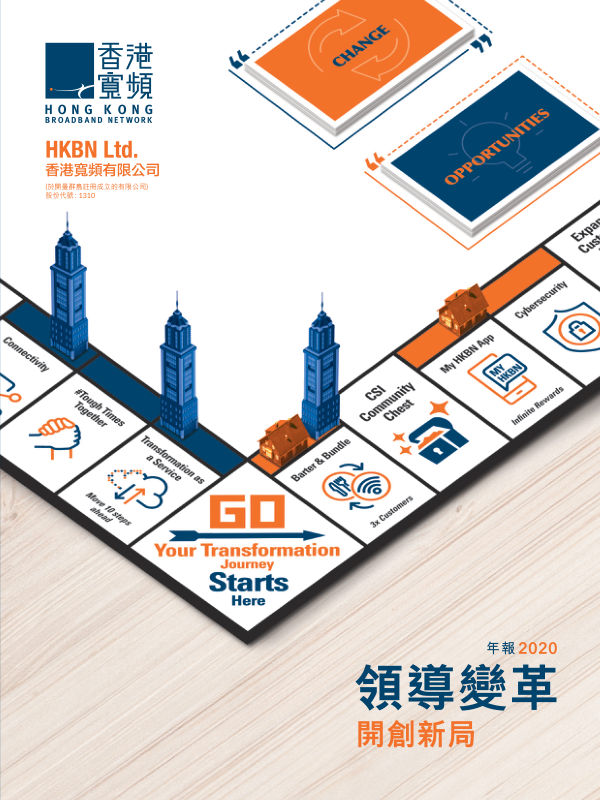 香港
寬頻
HONG KONG
BROADBAND NETWORK
HKBN Ltd.
香港寬頻有限公司
(於開曼群島註冊成立的有限公司)
股份代號 : 1310
“
CHANGE
”
“
OPPORTUNITIES
”
Connectivity
#Tough Times
Together
Transformation as
a Service
Move 10 steps
ahead
GO
Your Transformation
Journey
Starts
Here
Barter & Bundle
3x Customers
CSI
Community
Chest
My HKBN App
MY
HKBN
Infinite Rewards
Cybersecurity
年報 2020
領導變革
開創新局